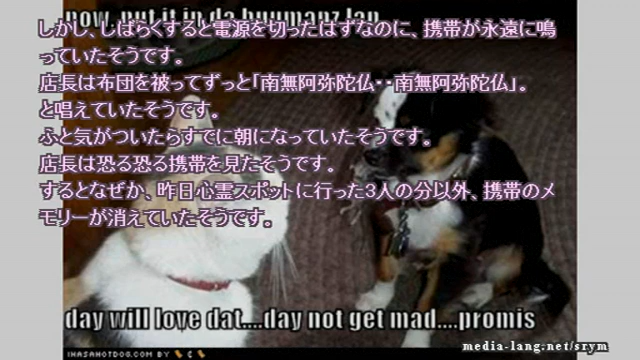 now, put it in da huumanz lap
しかし、しばらくすると電源を切ったはずなのに、携帯が永遠に鳴
っていたそうです。
店長は布団を被ってずっと「南無阿弥陀仏・・南無阿弥陀仏」。
と唱えていたそうです。
ふと気がついたらすでに朝になっていたそうです。
店長は恐る恐る携帯を見たそうです。
するとなぜか、昨日心霊スポットに行った3人の分以外、携帯のメ
モリーが消えていたそうです。
day will love dat....day not get mad....promis
IHASAHOTDOG.COM BY
media-lang.net/srym